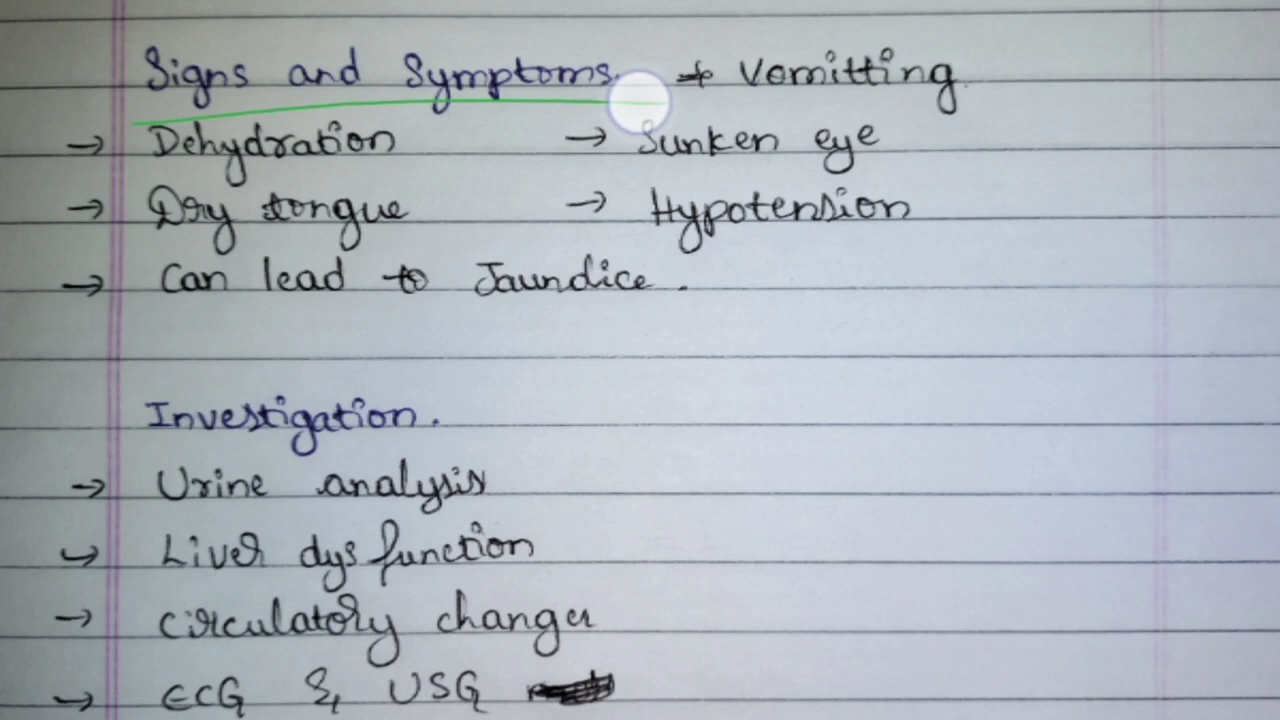 Signs and Symptoms. → Vomitting
→ Dehydration → Sunken eye
→ Dry tongue → Hypotension
→ Can lead to Jaundice.
Investigation.
→ Urine analysis
→ Liver dysfunction
→ Circulatory changes
→ ECG & USG